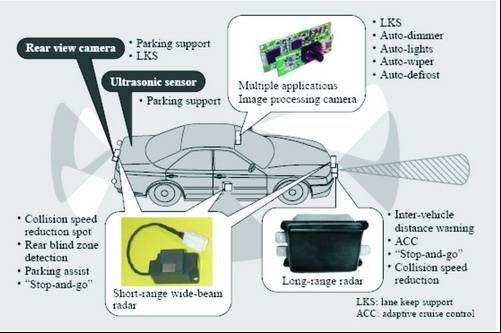 Rear view camera
• Parking support
• LKS
Ultrasonic sensor
• Parking support
Multiple applications
Image processing camera
• LKS
• Auto-dimmer
• Auto-lights
• Auto-wiper
• Auto-defrost
• Collision speed
reduction spot
• Rear blind zone
detection
• Parking assist
• “Stop-and-go”
Short-range wide-beam
radar
Long-range radar
• Inter-vehicle
distance warning
• ACC
• “Stop-and-go”
• Collision speed
reduction
LKS: lane keep support
ACC: adaptive cruise control